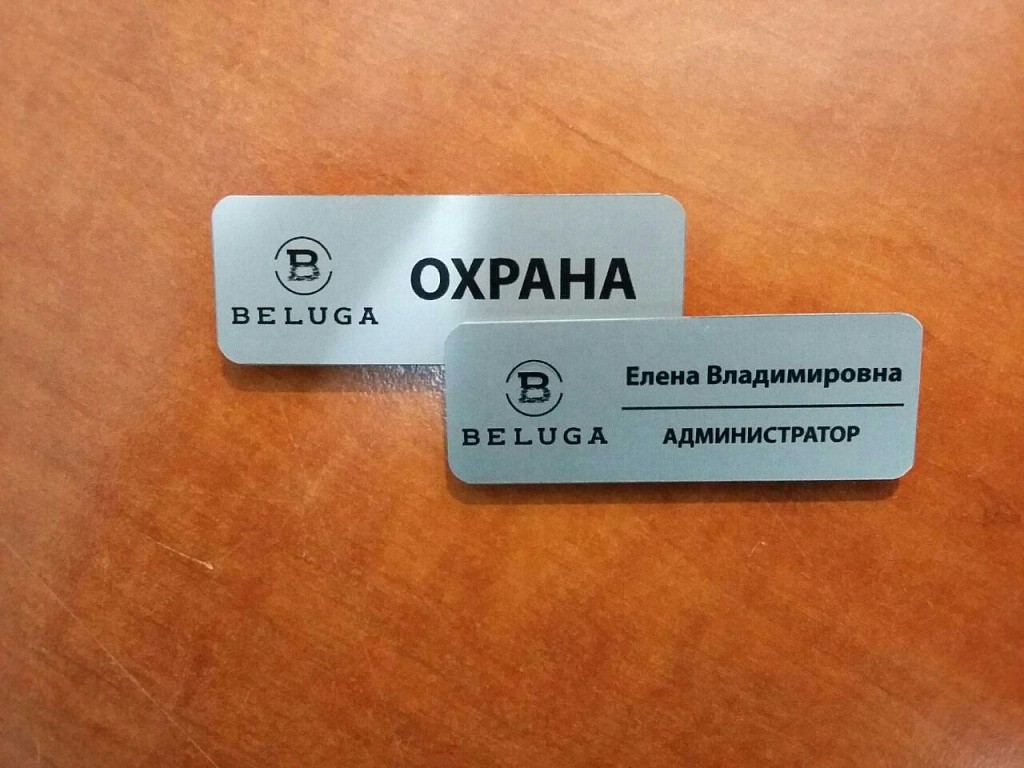 B
BELUGA
ОХРАНА
B
BELUGA
Елена Владимировна
АДМИНИСТРАТОР